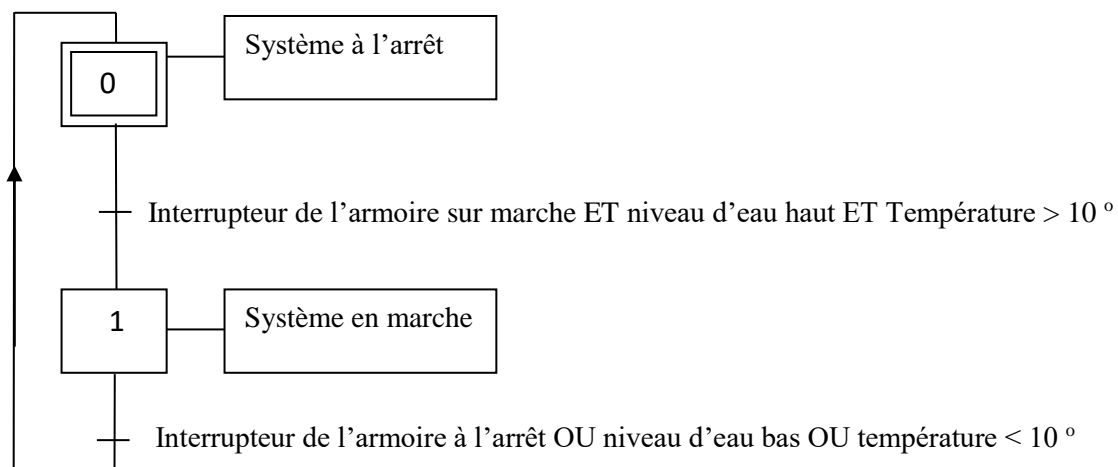 Système à l’arrêt
0
Interrupteur de l’armoire sur marche ET niveau d’eau haut ET Température > 10 º
1
Système en marche
Interrupteur de l’armoire à l’arrêt OU niveau d’eau bas OU température < 10 º